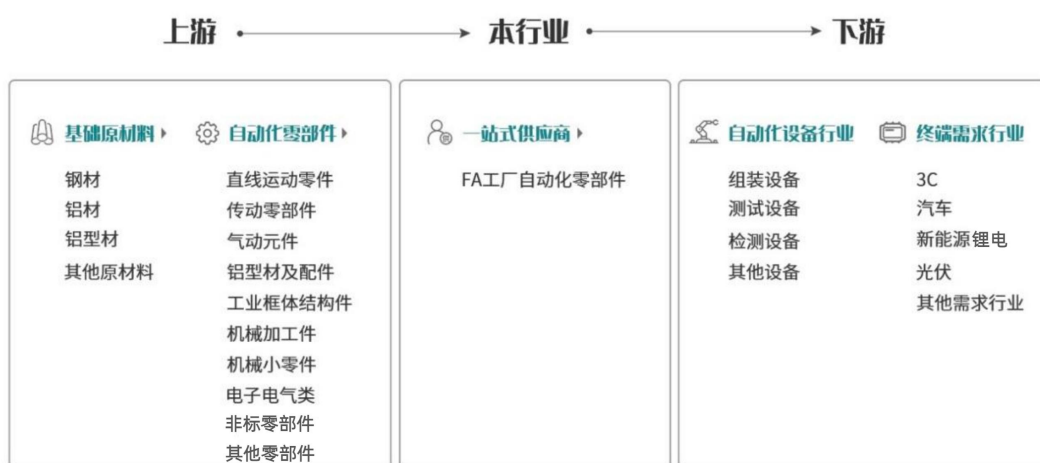 上游
本行业
下游
基础原材料
钢材
铝材
铝型材
其他原材料
自动化零部件
直线运动零件
传动零部件
气动元件
铝型材及配件
工业框体结构件
机械加工件
机械小零件
电子电气类
非标零部件
其他零部件
一站式供应商
FA工厂自动化零部件
自动化设备行业
组装设备
测试设备
检测设备
其他设备
终端需求行业
3C
汽车
新能源锂电
光伏
其他需求行业